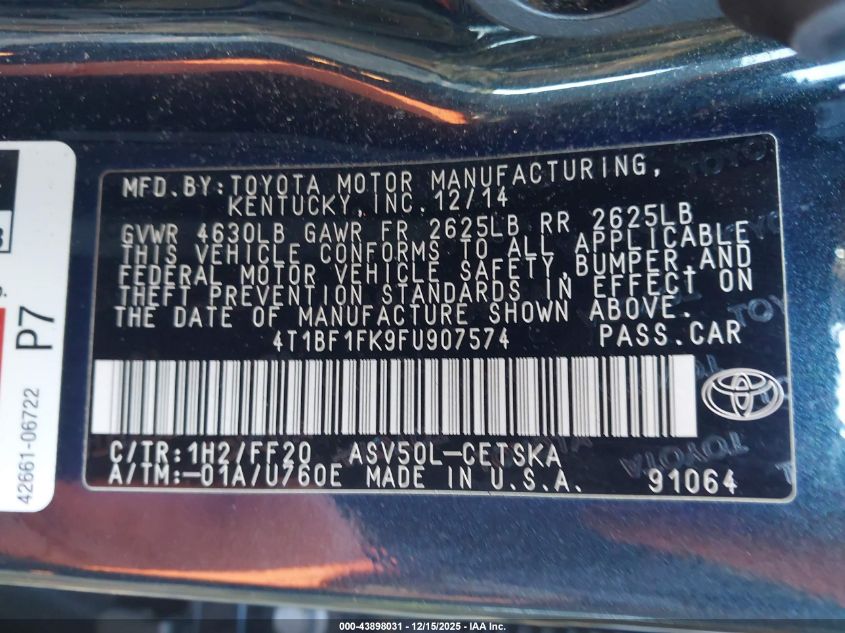 MFD.BY:TOYOTA MOTOR MANUFACTURING,
KENTUCKY,INC.12/14
GVWR 4630LB GAWR FR 2625LB RR 2625LB
THIS VEHICLE CONFORMS TO ALL APPLICABLE
FEDERAL MOTOR VEHICLE SAFETY,BUMPER,AND
THEFT PREVENTION STANDARDS IN EFFECT ON
THE DATE OF MANUFACTURE SHOWN ABOVE.
4T1BF1FK9FU907574 PASS.CAR
C/TR:1H2/FF20 ASV50L-CETSKA
A/TM:-01A/U760E MADE IN U.S.A. 91064
TOYOTA
P7
42661-06722
000-43898031 - 12/15/2025 - IAA Inc.